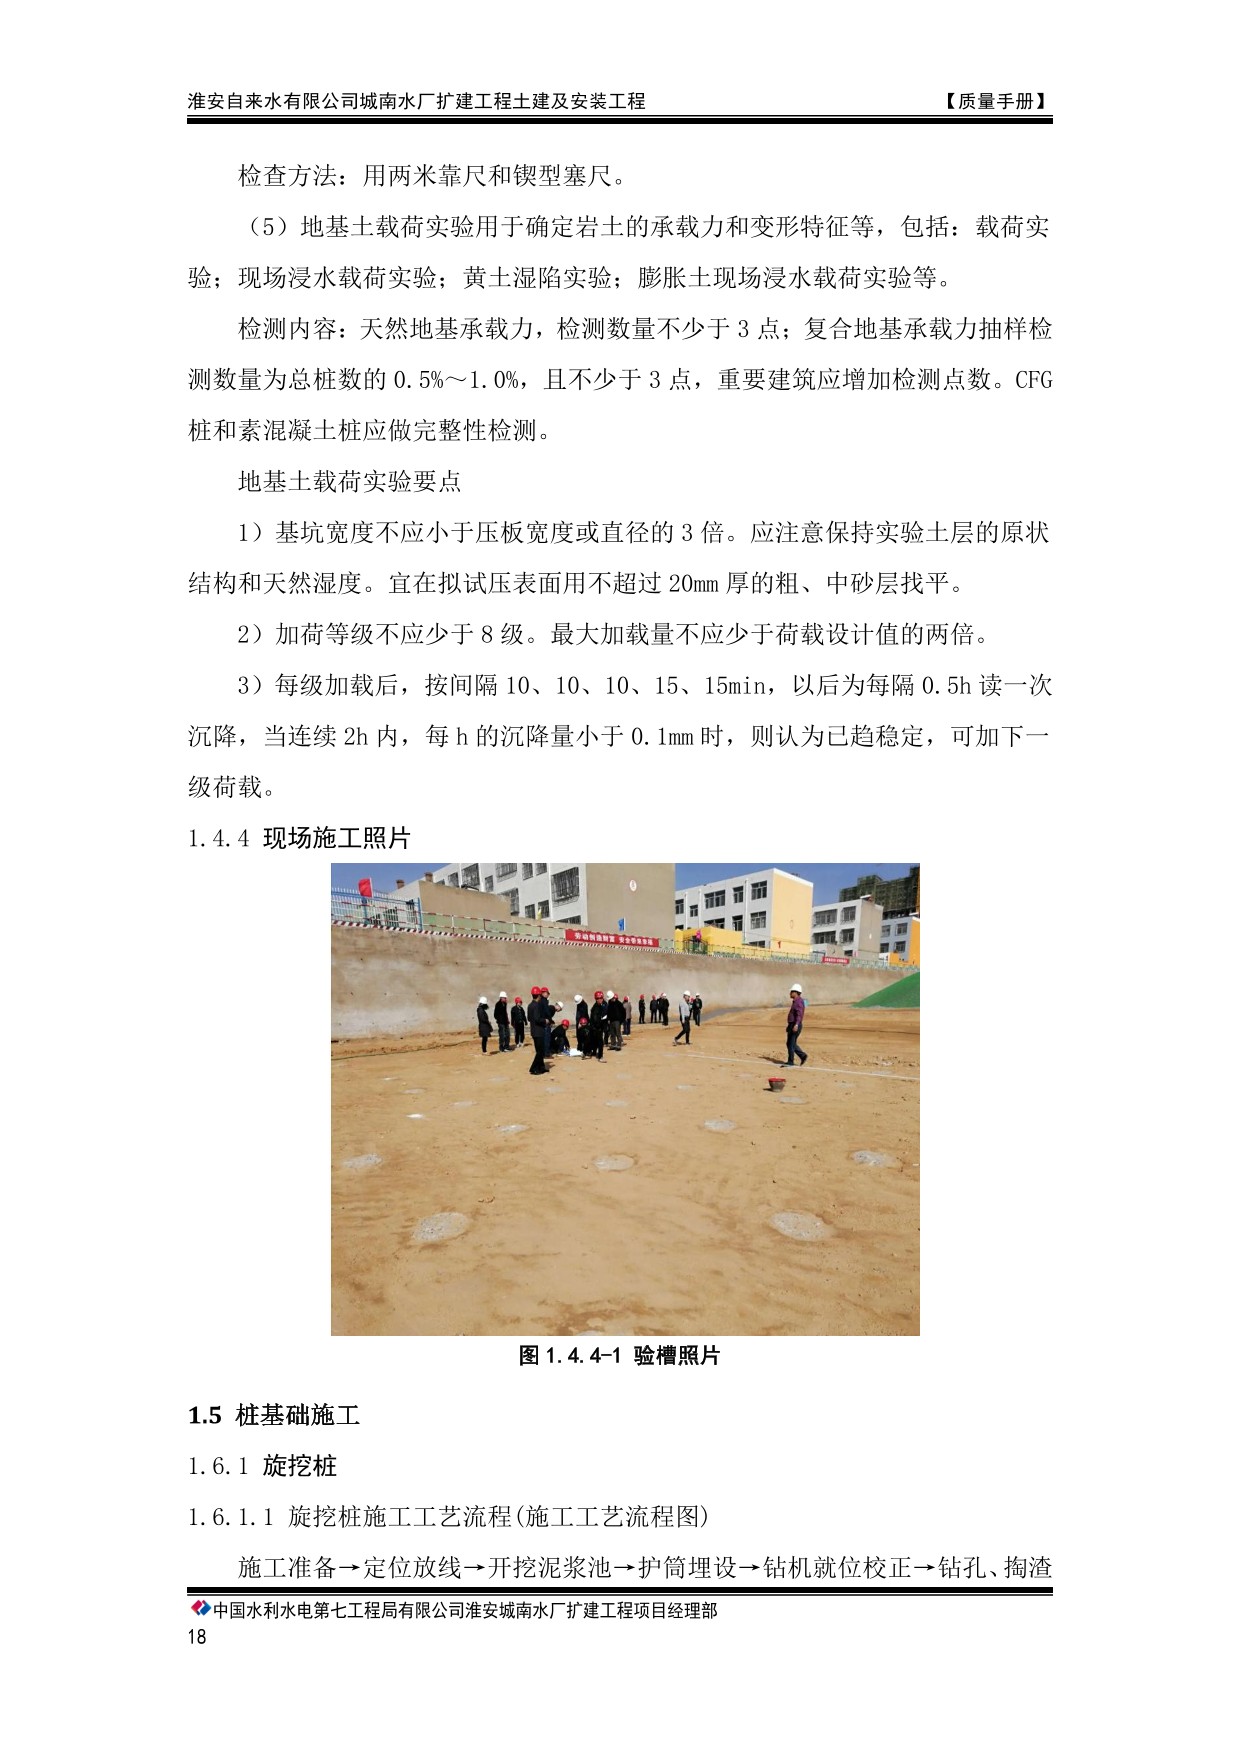 淮安自来水有限公司城南水厂扩建工程土建及安装工程 【质量手册】
检查方法：用两米靠尺和锲型塞尺。
（5）地基土载荷实验用于确定岩土的承载力和变形特征等，包括：载荷实
验；现场浸水载荷实验；黄土湿陷实验；膨胀土现场浸水载荷实验等。
检测内容：天然地基承载力，检测数量不少于 3 点；复合地基承载力抽样检
测数量为总桩数的 0.5%～1.0%，且不少于 3 点，重要建筑应增加检测点数。CFG
桩和素混凝土桩应做完整性检测。
地基土载荷实验要点
1）基坑宽度不应小于压板宽度或直径的 3 倍。应注意保持实验土层的原状
结构和天然湿度。宜在拟试压表面用不超过 20mm 厚的粗、中砂层找平。
2）加荷等级不应少于 8 级。最大加载量不应少于荷载设计值的两倍。
3）每级加载后，按间隔 10、10、10、15、15min，以后为每隔 0.5h 读一次
沉降，当连续 2h 内，每 h 的沉降量小于 0.1mm 时，则认为已趋稳定，可加下一
级荷载。
1.4.4 现场施工照片
劳动创造财富 安全带来幸福
图 1.4.4-1 验槽照片
1.5 桩基础施工
1.6.1 旋挖桩
1.6.1.1 旋挖桩施工工艺流程(施工工艺流程图)
施工准备→定位放线→开挖泥浆池→护筒埋设→钻机就位校正→钻孔、掏渣
中国水利水电第七工程局有限公司淮安城南水厂扩建工程项目经理部
18